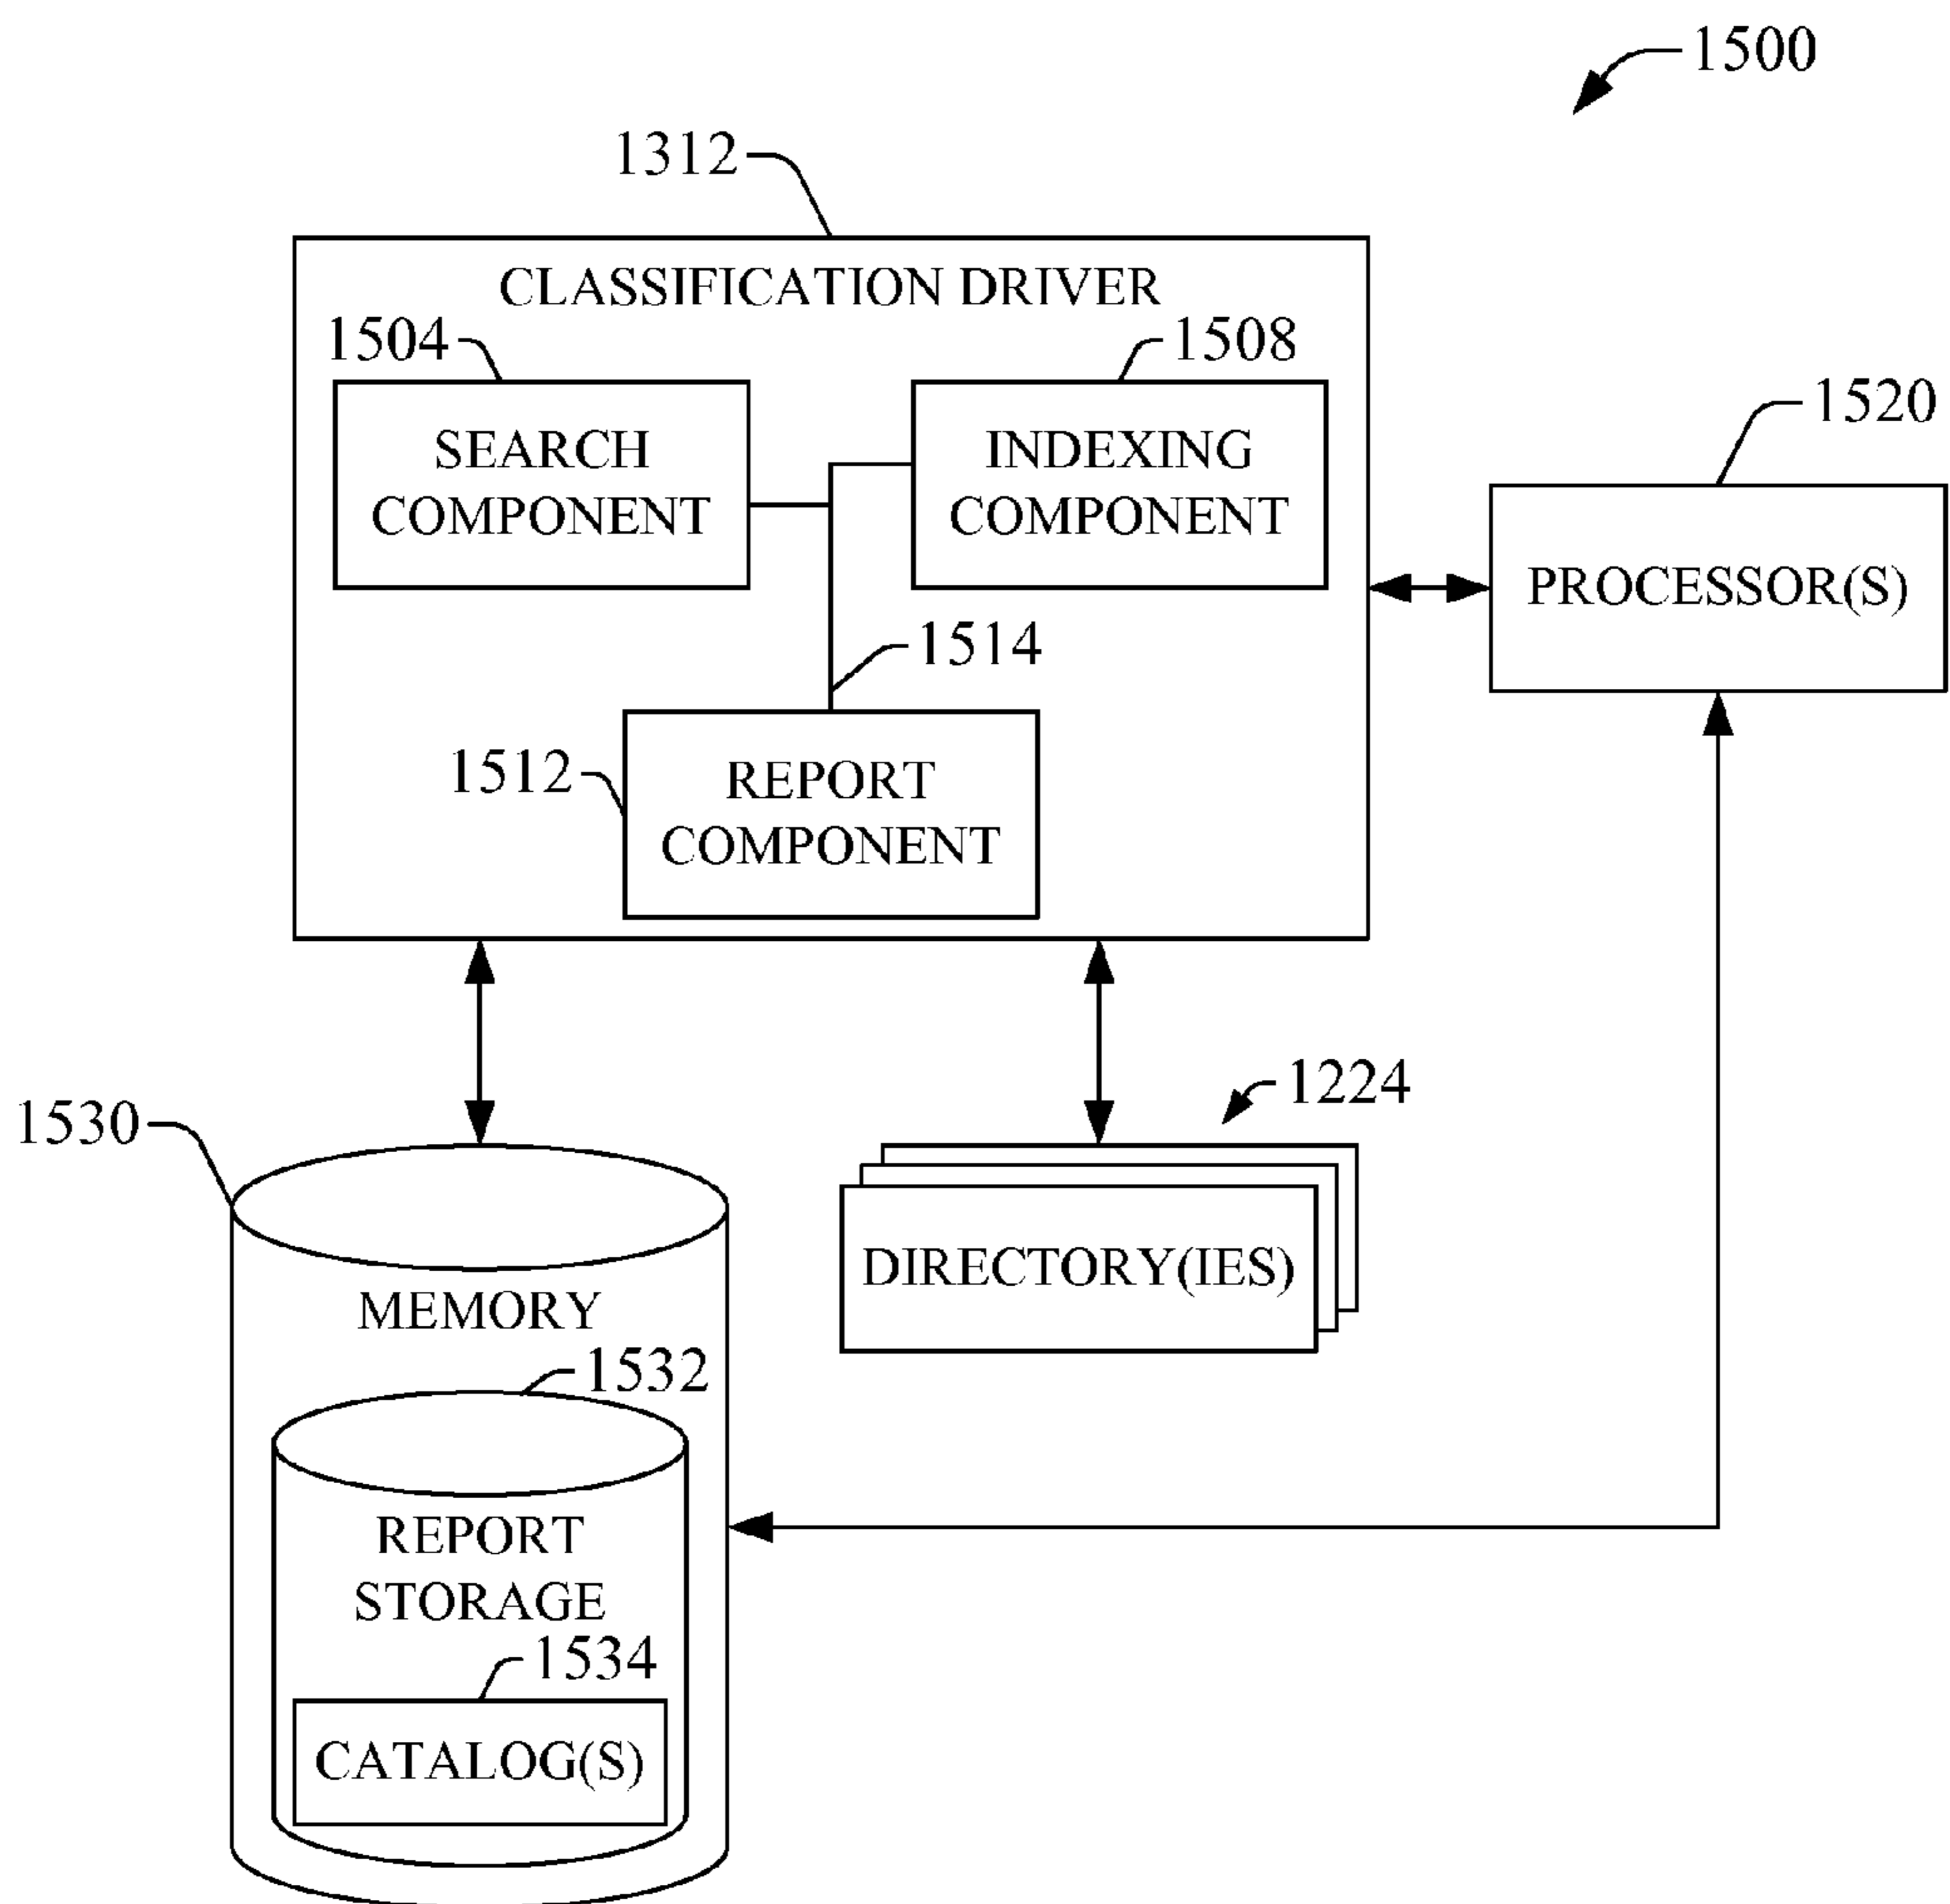 1500
1312
CLASSIFICATION DRIVER
1504
1508
SEARCH
COMPONENT
INDEXING
COMPONENT
1520
PROCESSOR(S)
1514
1512
REPORT
COMPONENT
1224
1530
DIRECTORY(IES)
MEMORY
1532
REPORT
STORAGE
1534
CATALOG(S)